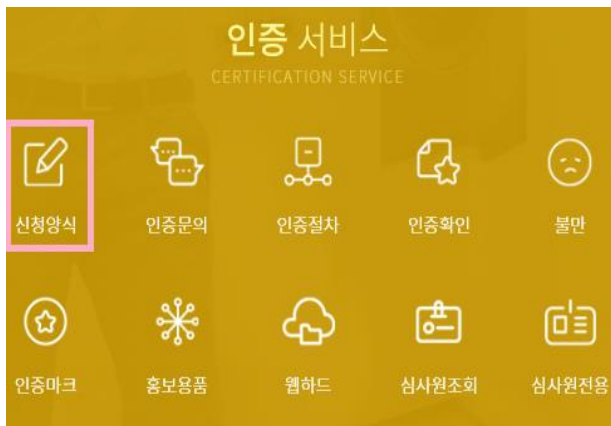 인증 서비스
CERTIFICATION SERVICE
신청양식 인증문의 인증절차 인증확인 불만
인증마크 홍보용품 웹하드 심사원조회 심사원전용